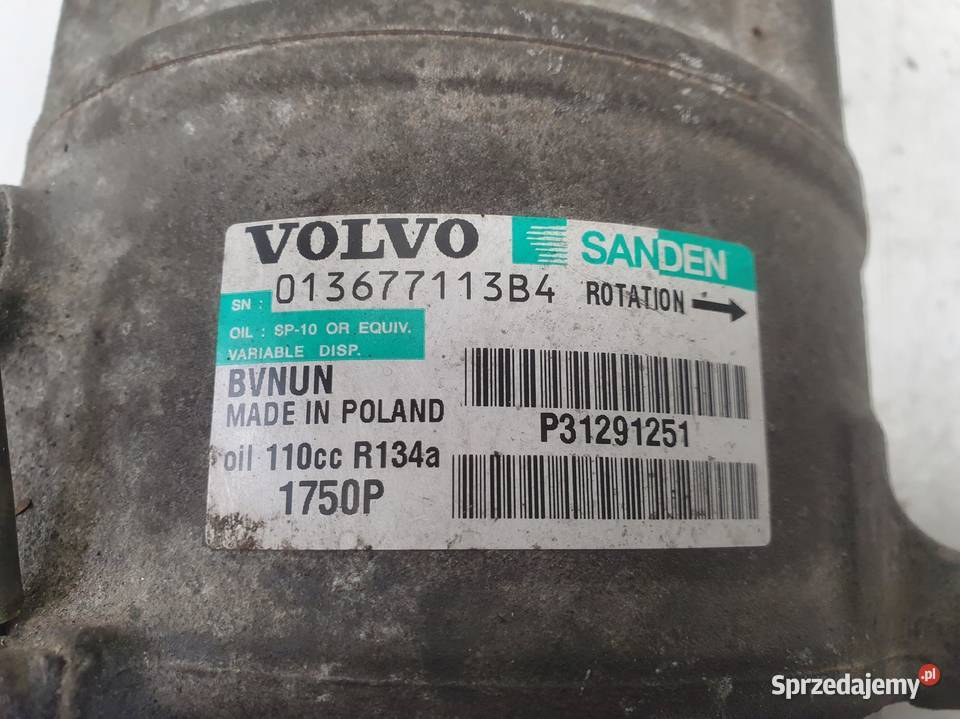 VOLVO SANDEN
SN : 013677113B4 ROTATION
OIL : SP-10 OR EQUIV.
VARIABLE DISP.
BVNUN
MADE IN POLAND
P31291251
oil 110cc R134a
1750P
Sprzedajemy.pl